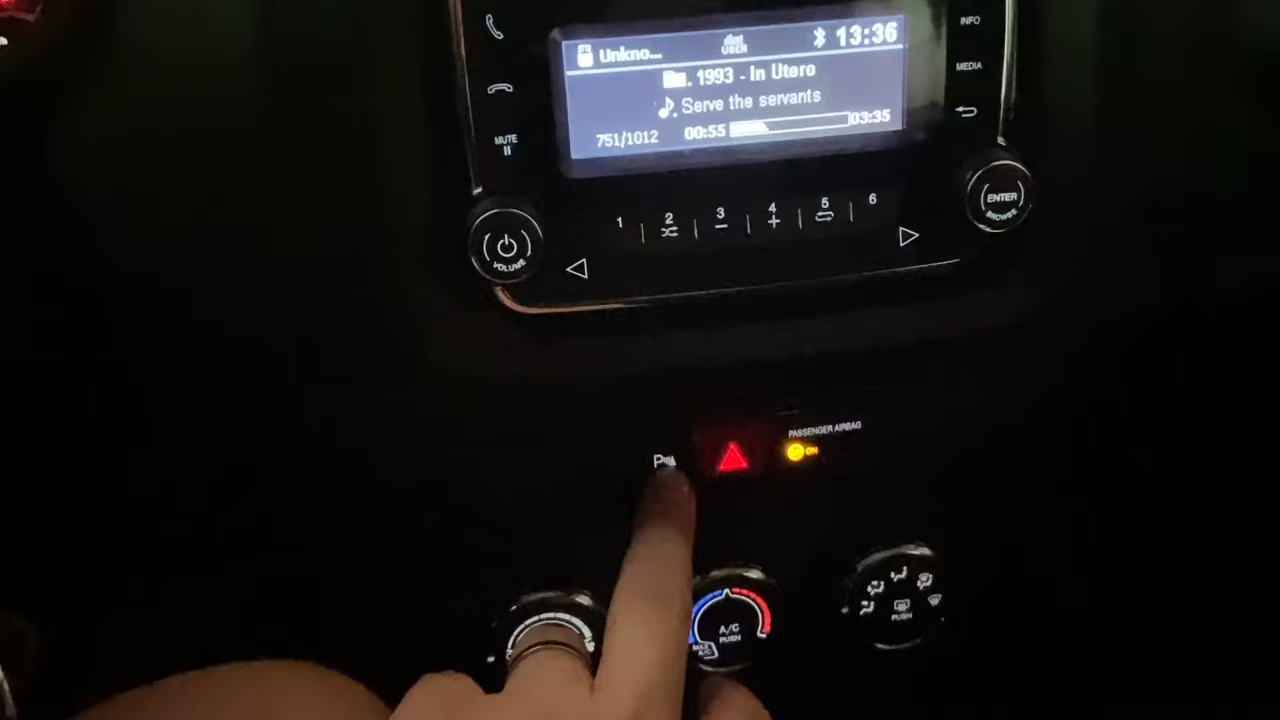 INFO
Unkno...
USER
13:36
MEDIA
. 1993 - In Utero
Serve the servants
MUTE
751/1012
00:55
03:35
1
2
3
4
5
6
VOLUME
ENTER
BROWSE
PASSENGER AIRBAG
P
ON
A/C
PUSH
MAX
A/C
PUSH